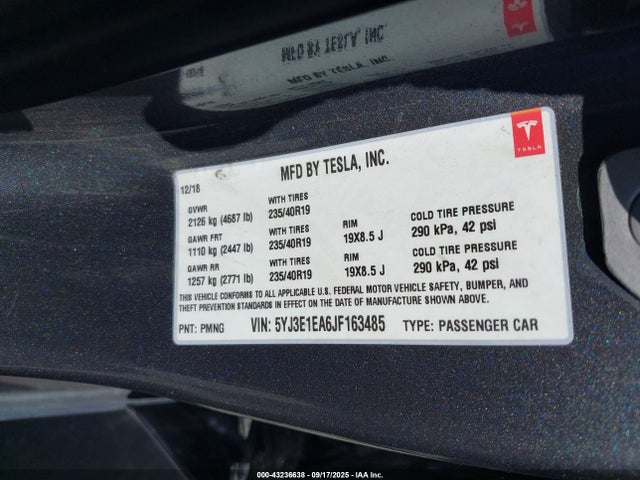 MFD BY TESLA, INC.
TESLA
MFD BY TESLA, INC.
12/18
GVWR
2126 kg (4687 lb)
WITH TIRES
235/40R19
GAWR FRT
1110 kg (2447 lb)
WITH TIRES
235/40R19
RIM
19X8.5 J
COLD TIRE PRESSURE
290 kPa, 42 psi
GAWR RR
1257 kg (2771 lb)
WITH TIRES
235/40R19
RIM
19X8.5 J
COLD TIRE PRESSURE
290 kPa, 42 psi
THIS VEHICLE CONFORMS TO ALL APPLICABLE U.S. FEDERAL MOTOR VEHICLE SAFETY, BUMPER, AND
THEFT PREVENTION STANDARDS IN EFFECT ON THE DATE OF MANUFACTURE SHOWN ABOVE.
PNT: PMNG
VIN: 5YJ3E1EA6JF163485
TYPE: PASSENGER CAR
000-43236638 - 09/17/2025 - IAA Inc.